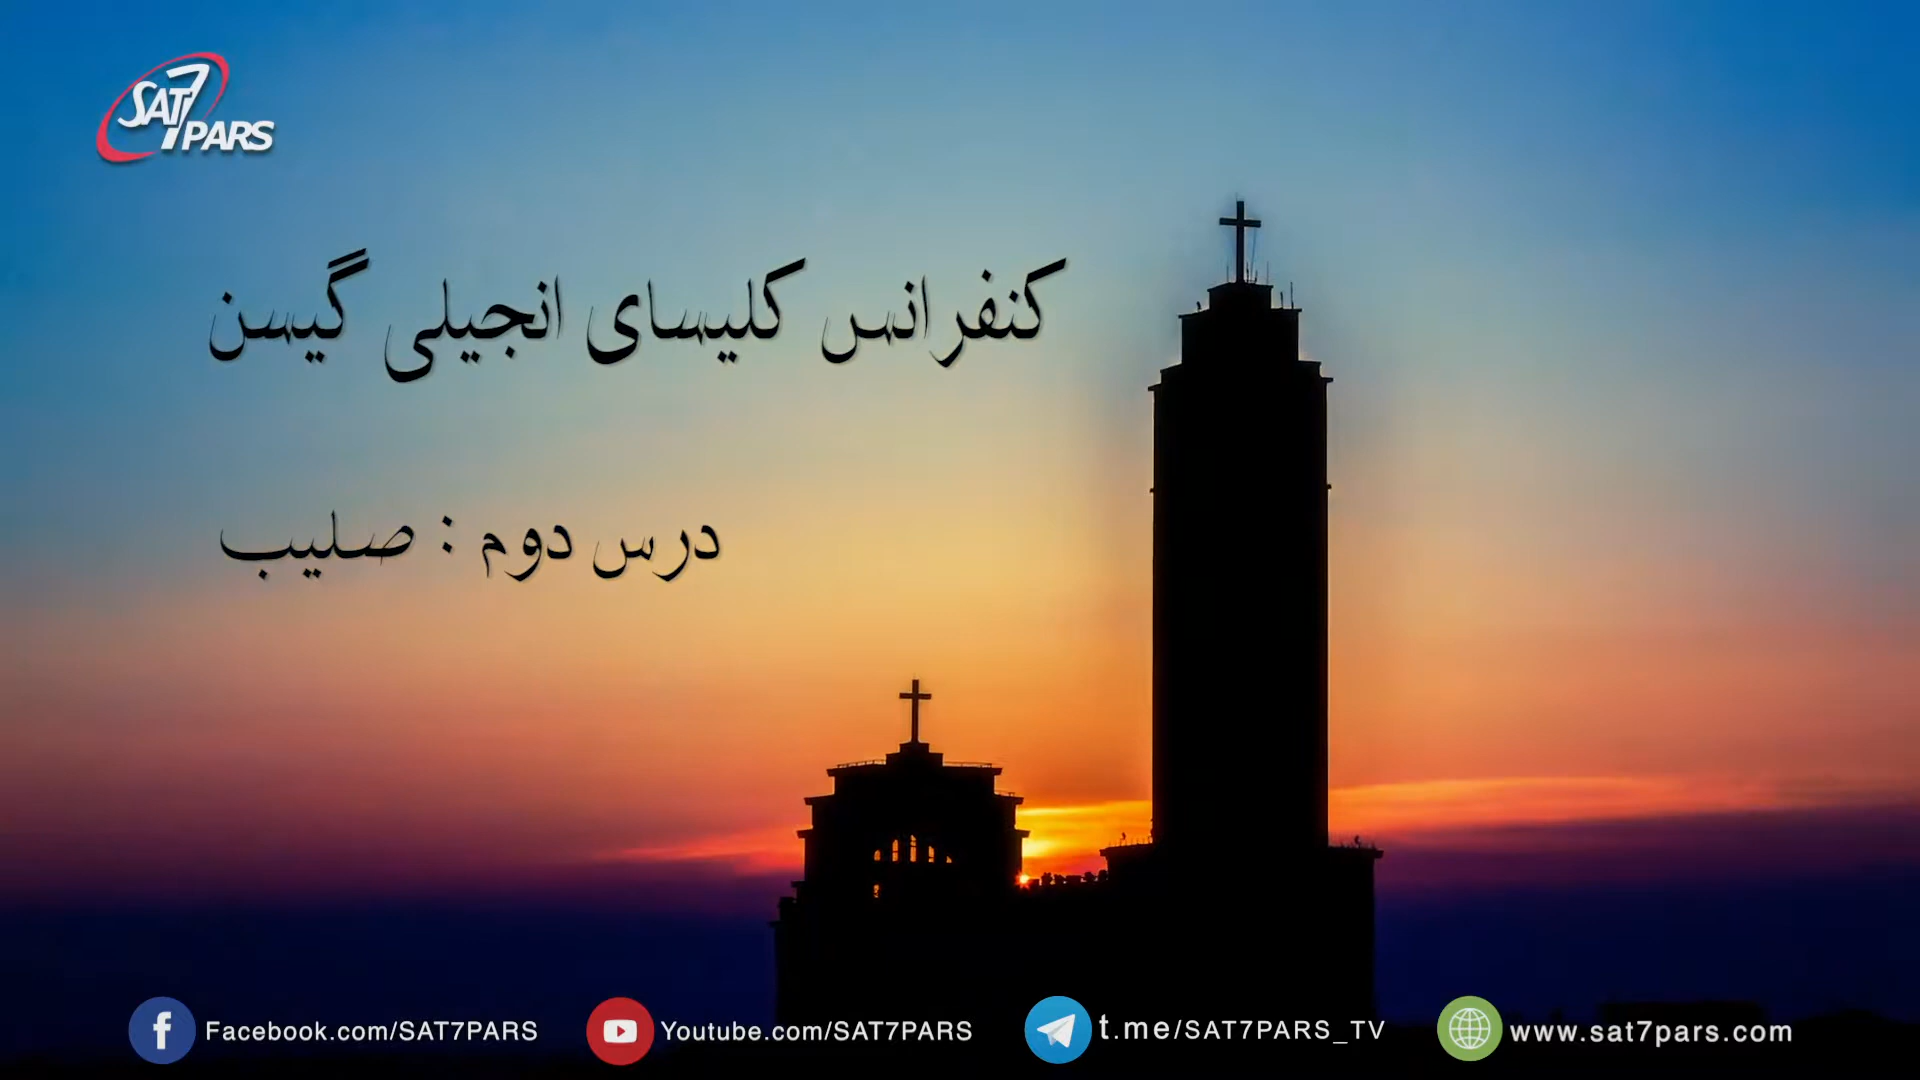 SAT7 PARS
کنفرانس کلیسای انجیلی گیسن
درس دوم : صلیب
Facebook.com/SAT7PARS
Youtube.com/SAT7PARS
t.me/SAT7PARS_TV
www.sat7pars.com